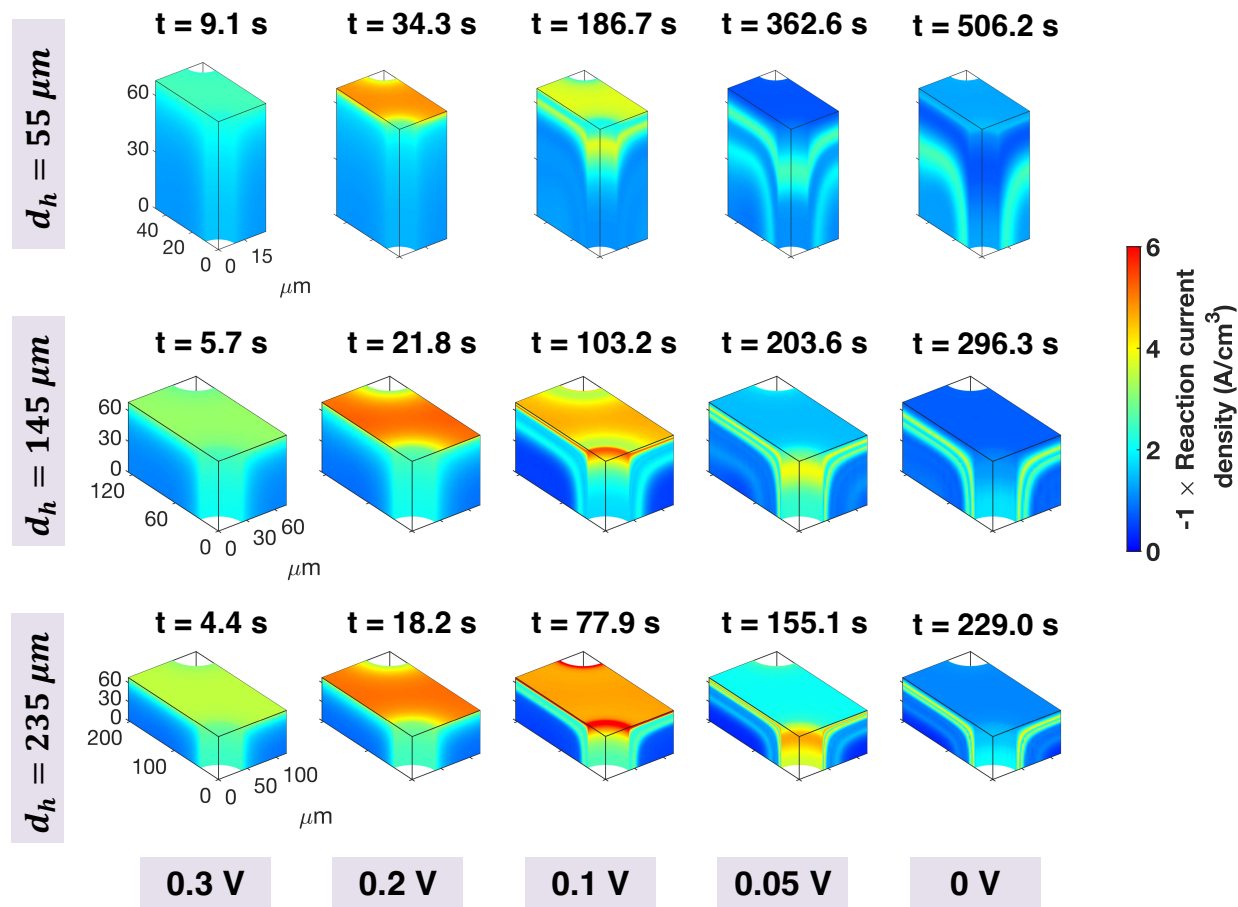 t = 9.1 s t = 34.3 s t = 186.7 s t = 362.6 s t = 506.2 s
d_h = 55 μm
60
30
0
40
20
0 0 15
μm
t = 5.7 s t = 21.8 s t = 103.2 s t = 203.6 s t = 296.3 s
d_h = 145 μm
60
30
0
120
60
0 0 30 60
μm
t = 4.4 s t = 18.2 s t = 77.9 s t = 155.1 s t = 229.0 s
d_h = 235 μm
60
30
0
200
100
0 0 50 100
μm
6
4
2
0
-1 × Reaction current
density (A/cm³)
0.3 V 0.2 V 0.1 V 0.05 V 0 V